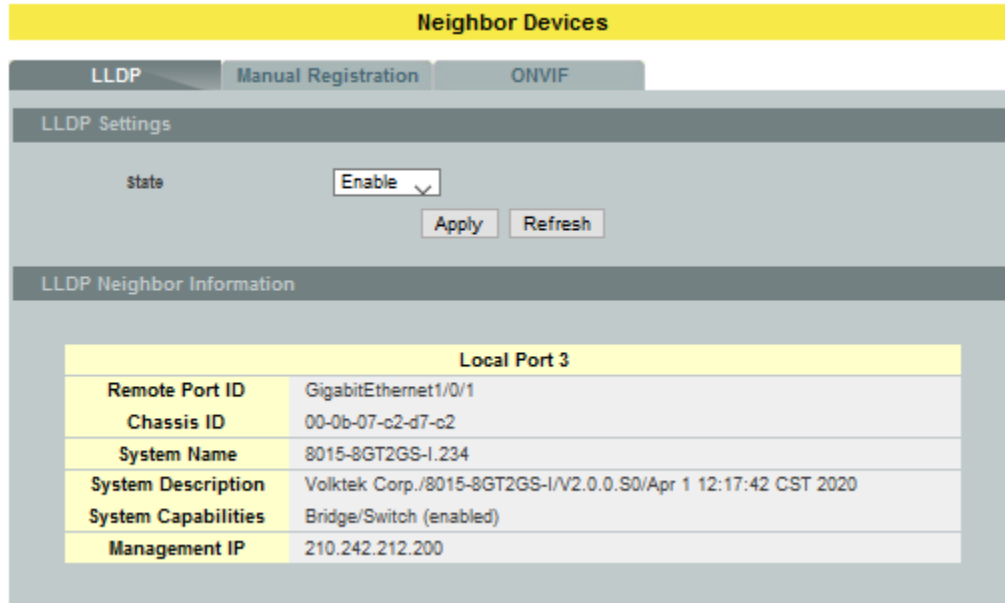 Neighbor Devices
LLDP Manual Registration ONVIF
LLDP Settings
State Enable
Apply Refresh
LLDP Neighbor Information
Local Port 3
Remote Port ID GigabitEthernet1/0/1
Chassis ID 00-0b-07-c2-d7-c2
System Name 8015-8GT2GS-I.234
System Description Volktek Corp./8015-8GT2GS-I/V2.0.0.S0/Apr 1 12:17:42 CST 2020
System Capabilities Bridge/Switch (enabled)
Management IP 210.242.212.200